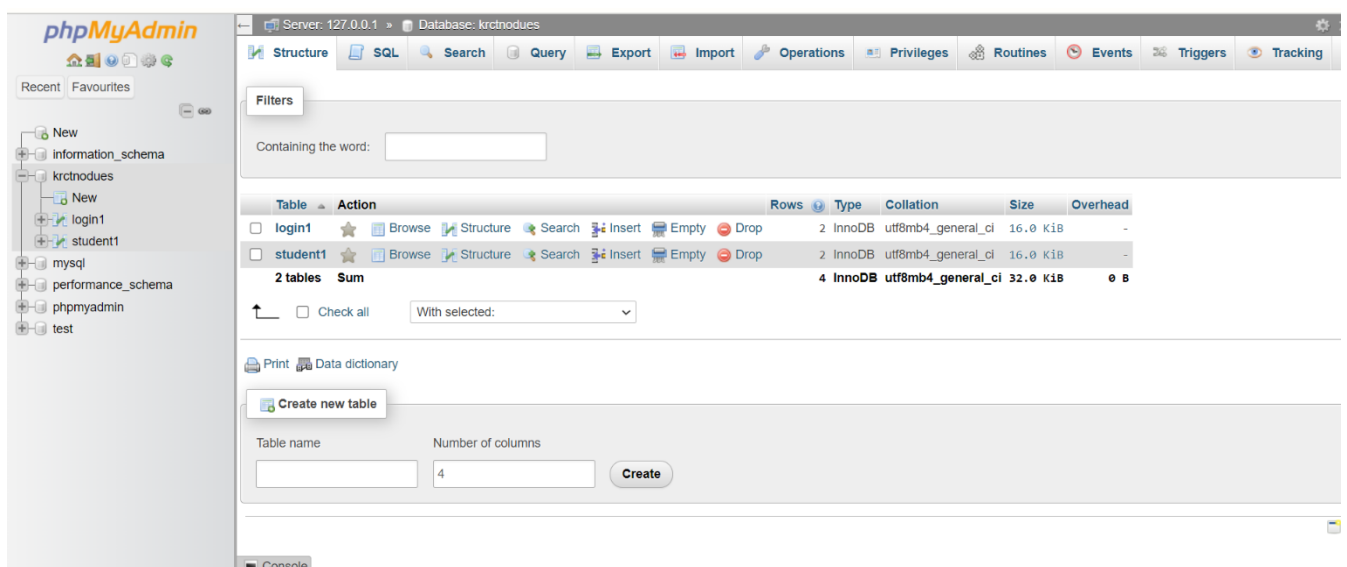 phpMyAdmin
Recent Favourites
New
information_schema
krctnodues
New
login1
student1
mysql
performance_schema
phpmyadmin
test
← Server: 127.0.0.1 » Database: krctnodues
Structure SQL Search Query Export Import Operations Privileges Routines Events Triggers Tracking
Filters
Containing the word:
Table Action Rows Type Collation Size Overhead
login1 Browse Structure Search Insert Empty Drop 2 InnoDB utf8mb4_general_ci 16.0 KiB -
student1 Browse Structure Search Insert Empty Drop 2 InnoDB utf8mb4_general_ci 16.0 KiB -
2 tables Sum 4 InnoDB utf8mb4_general_ci 32.0 KiB 0 B
Check all With selected:
Print Data dictionary
Create new table
Table name Number of columns
4 Create
Console